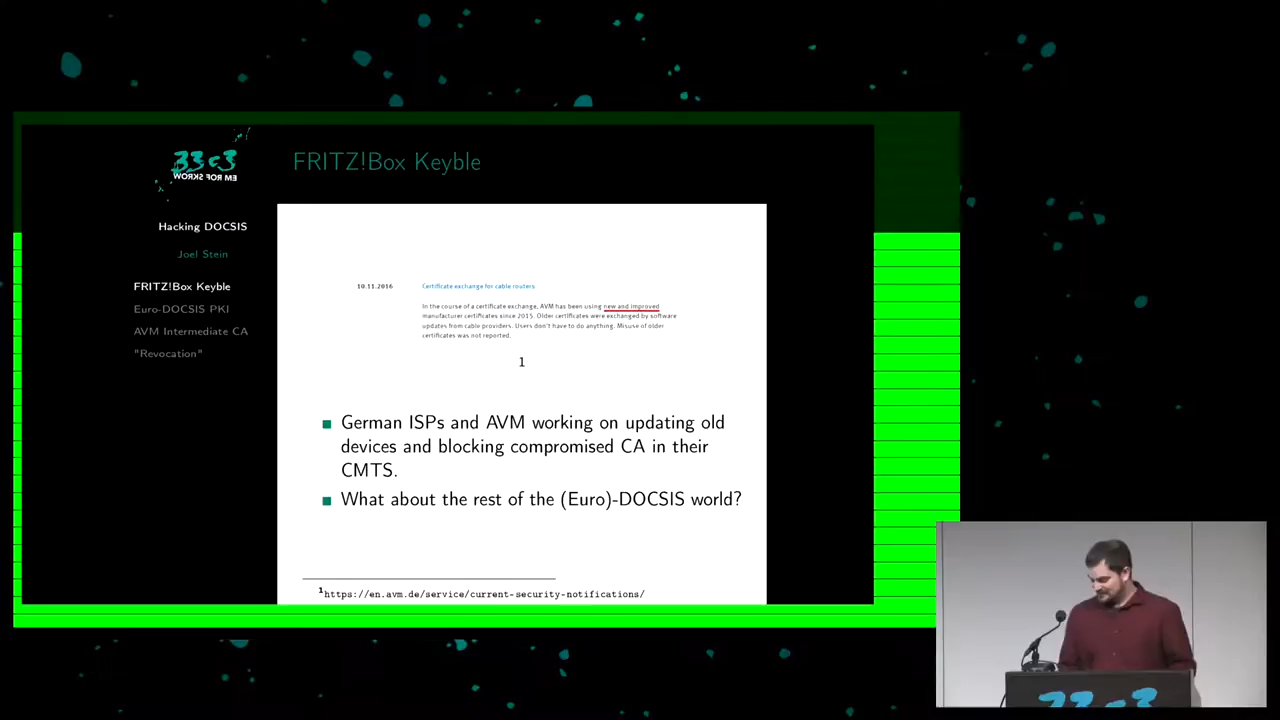 33c3
WORKS FOR ME
FRITZ!Box Keyble
Hacking DOCSIS
Joel Stein
FRITZ!Box Keyble
Euro-DOCSIS PKI
AVM Intermediate CA
"Revocation"
10.11.2016 Certificate exchange for cable routers
In the course of a certificate exchange, AVM has been using new and improved
manufacturer certificates since 2015. Older certificates were exchanged by software
updates from cable providers. Users don't have to do anything. Misuse of older
certificates was not reported.
1
German ISPs and AVM working on updating old
devices and blocking compromised CA in their
CMTS.
What about the rest of the (Euro)-DOCSIS world?
1https://en.avm.de/service/current-security-notifications/
33c3